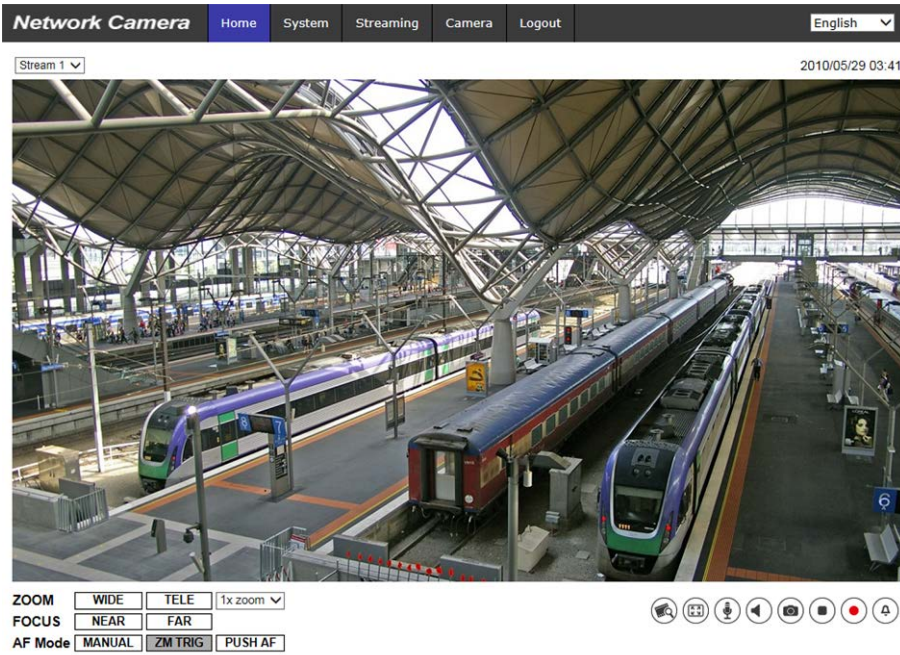 Network Camera Home System Streaming Camera Logout English
Stream 1 2010/05/29 03:41
7
6
ZOOM WIDE TELE 1x zoom
FOCUS NEAR FAR
AF Mode MANUAL ZM TRIG PUSH AF